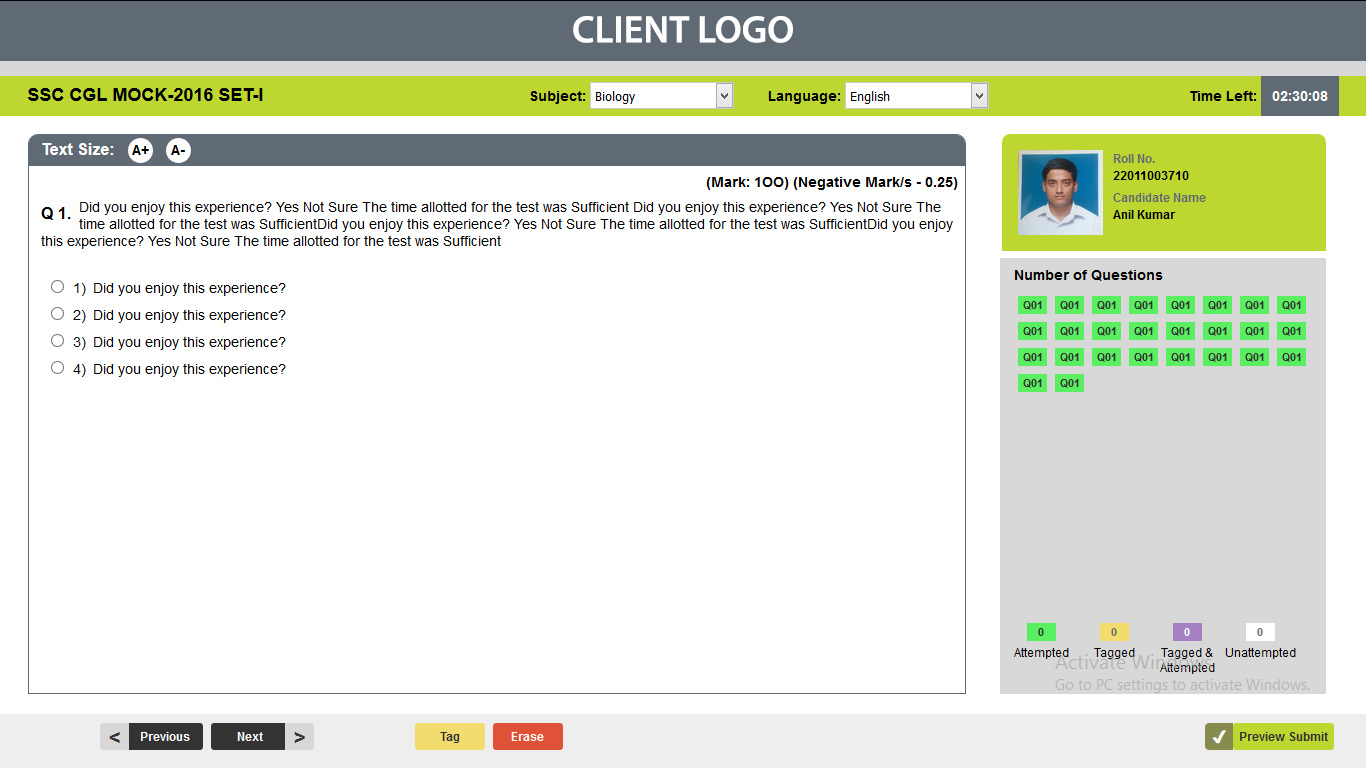 CLIENT LOGO
SSC CGL MOCK-2016 SET-I
Subject: Biology
Language: English
Time Left: 02:30:08
Text Size: A+ A-
(Mark: 1OO) (Negative Mark/s - 0.25)
Q 1. Did you enjoy this experience? Yes Not Sure The time allotted for the test was Sufficient Did you enjoy this experience? Yes Not Sure The
time allotted for the test was SufficientDid you enjoy this experience? Yes Not Sure The time allotted for the test was SufficientDid you enjoy
this experience? Yes Not Sure The time allotted for the test was Sufficient
1) Did you enjoy this experience?
2) Did you enjoy this experience?
3) Did you enjoy this experience?
4) Did you enjoy this experience?
Roll No.
22011003710
Candidate Name
Anil Kumar
Number of Questions
Q01 Q01 Q01 Q01 Q01 Q01 Q01 Q01
Q01 Q01 Q01 Q01 Q01 Q01 Q01 Q01
Q01 Q01 Q01 Q01 Q01 Q01 Q01 Q01
Q01 Q01
0 0 0 0
Attempted Tagged Tagged & Unattempted
Attempted
Activate Windows
Go to PC settings to activate Windows.
< Previous Next > Tag Erase Preview Submit